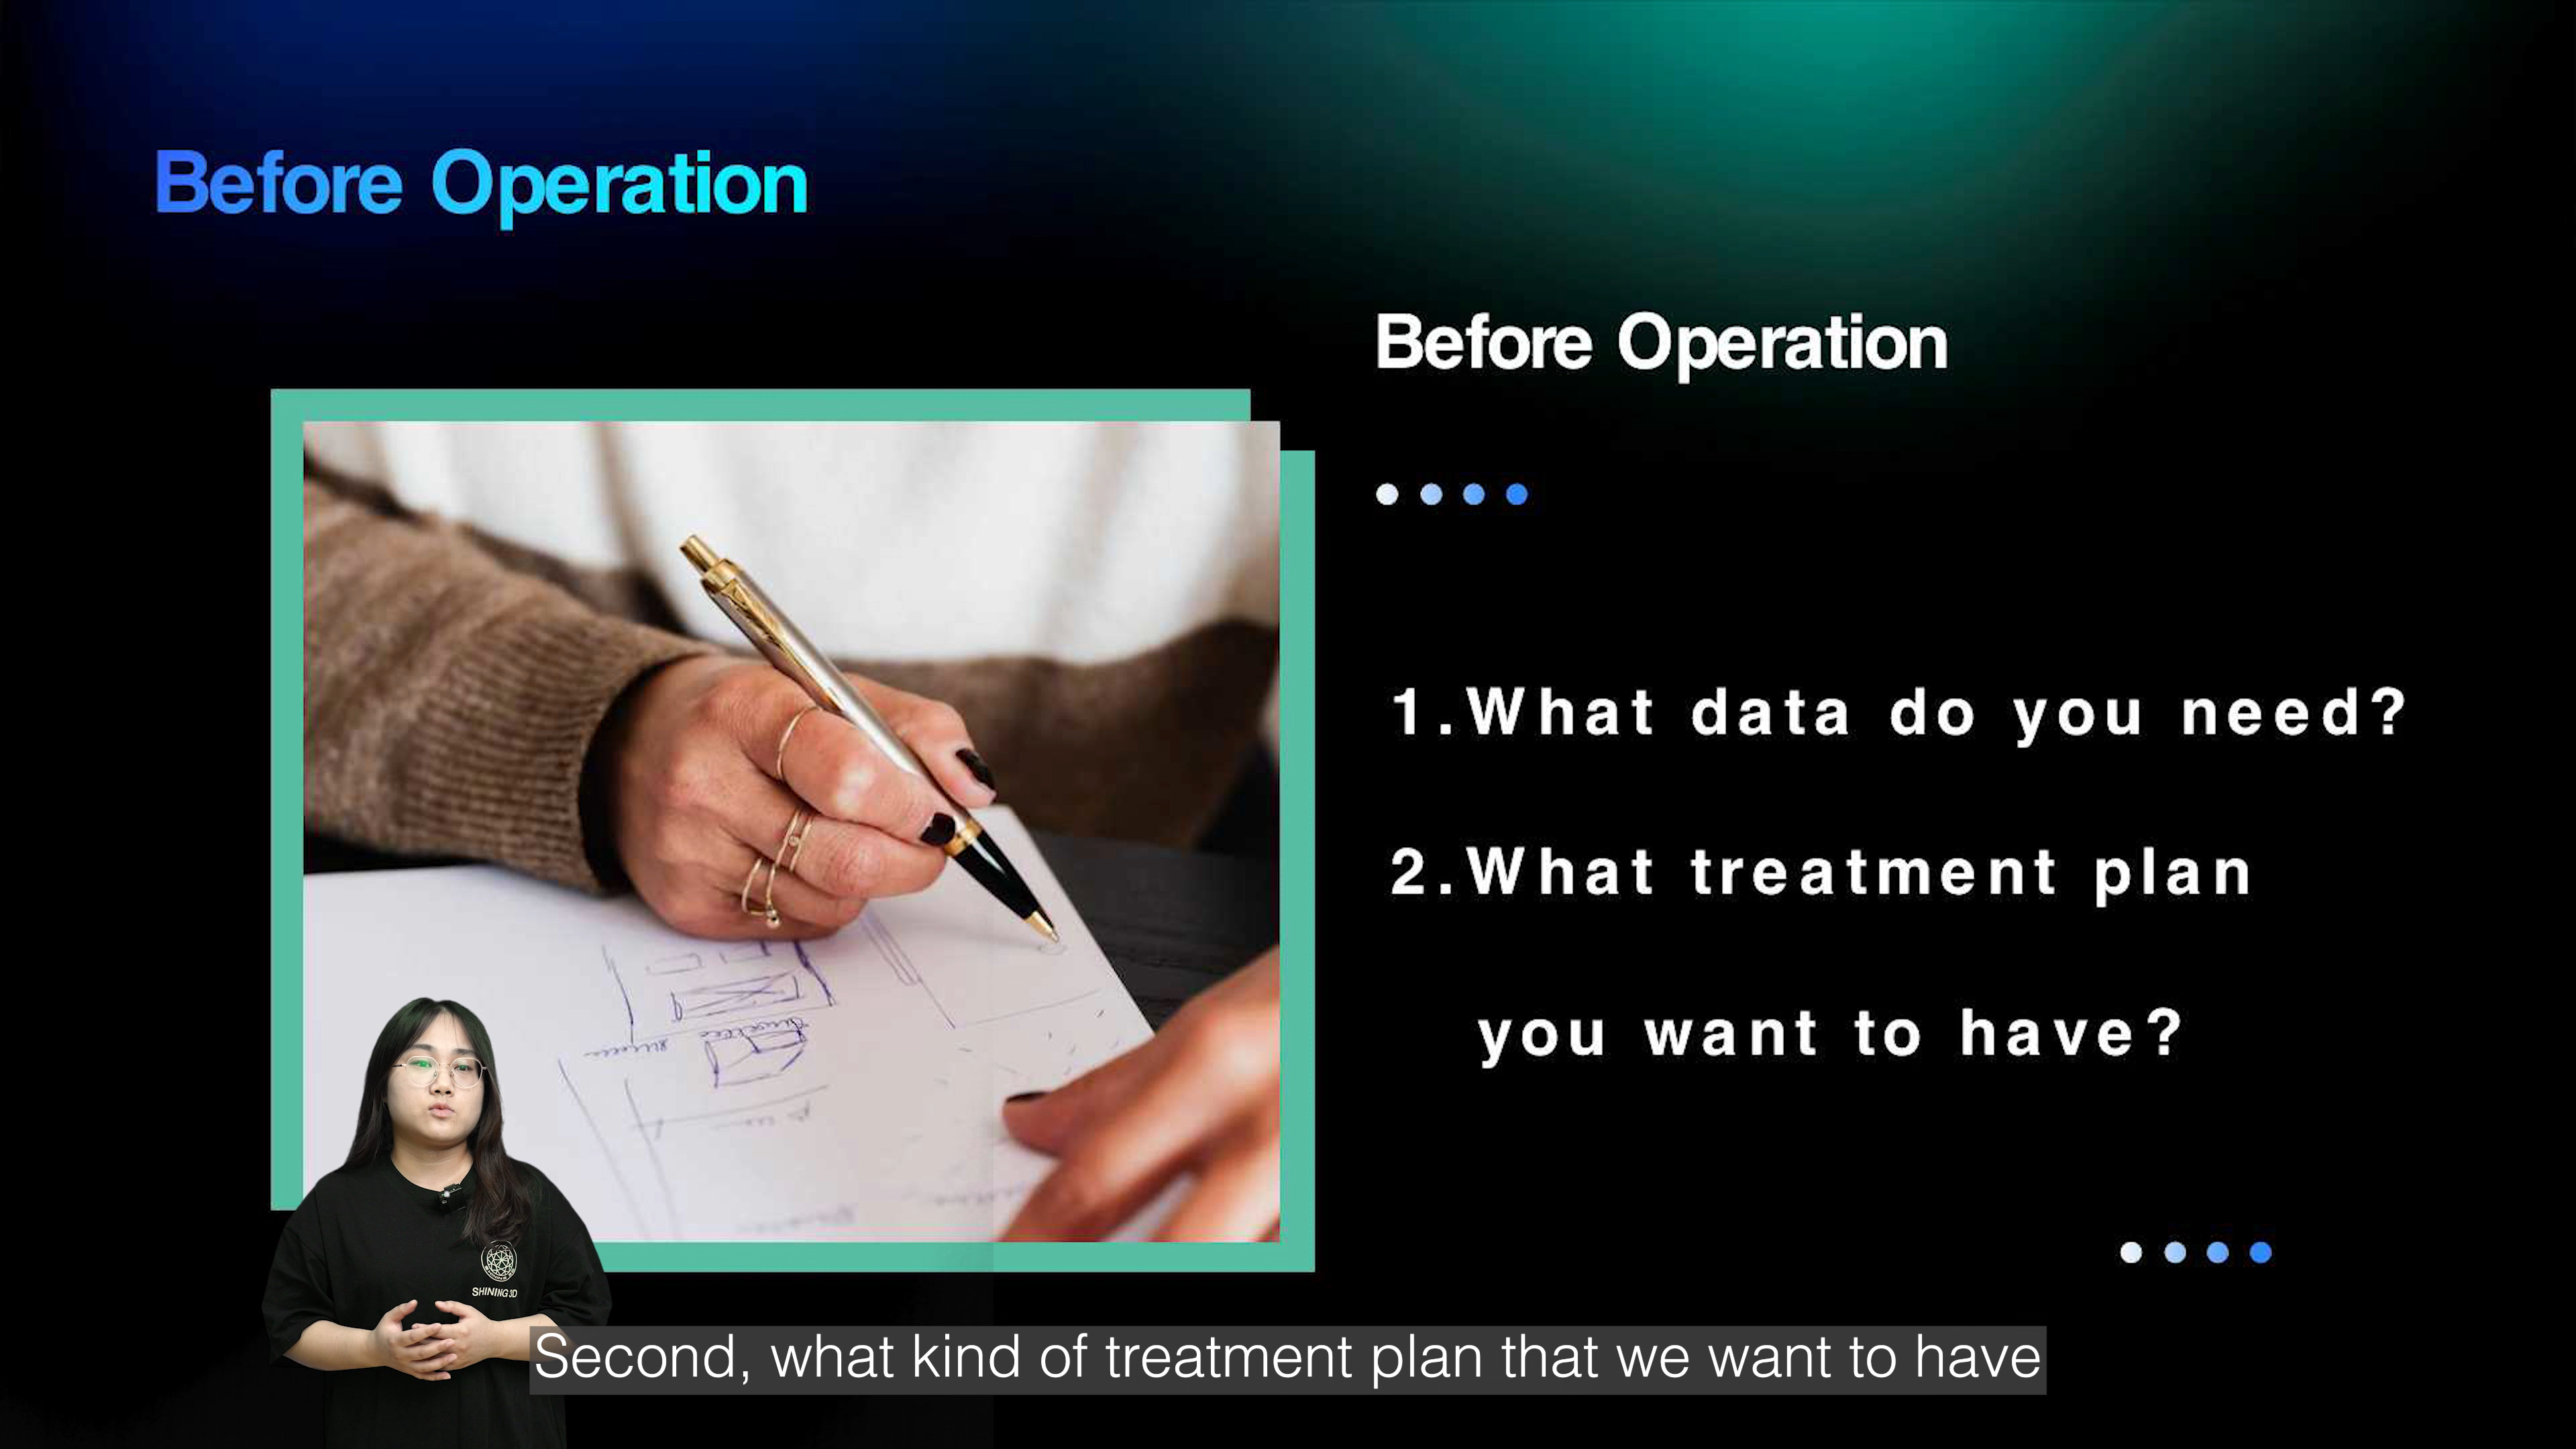 Before Operation
Before Operation
1.What data do you need?
2.What treatment plan
you want to have?
SHINING 3D
Second, what kind of treatment plan that we want to have